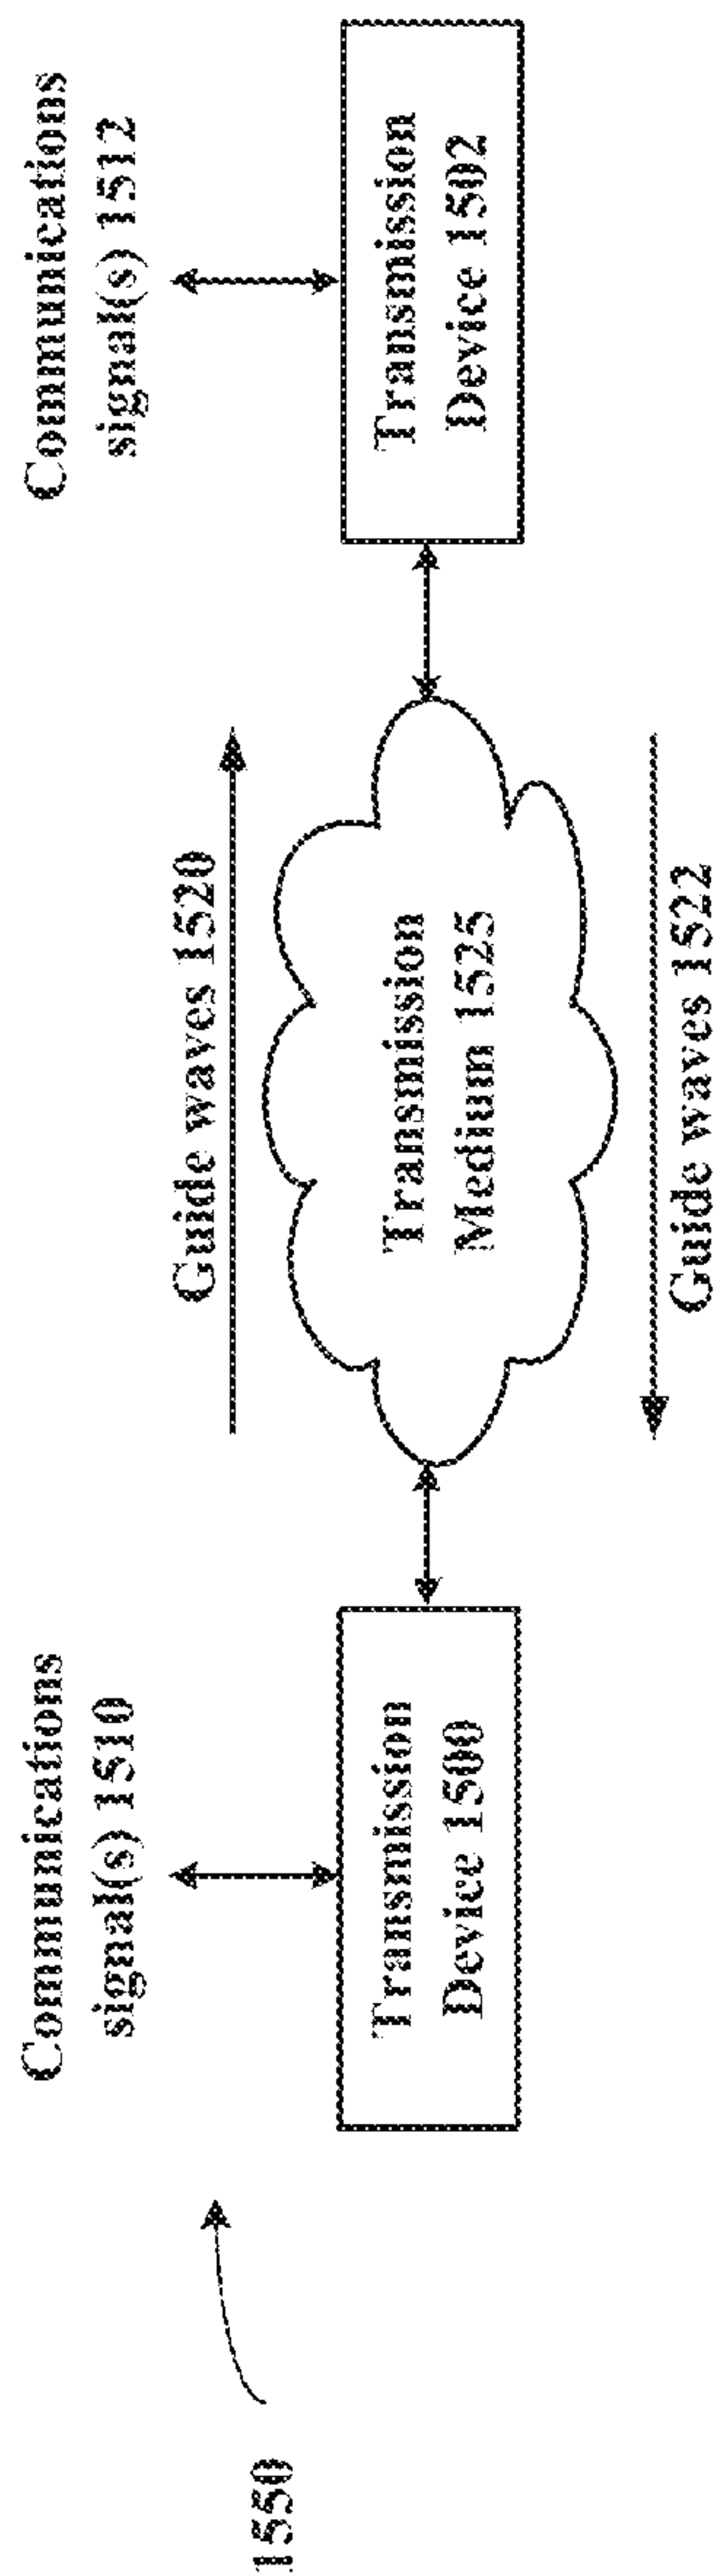 Communications
signal(s) 1510
Communications
signal(s) 1512
Guide waves 1520
Transmission
Device 1500
Transmission
Medium 1525
Transmission
Device 1502
Guide waves 1522
1550